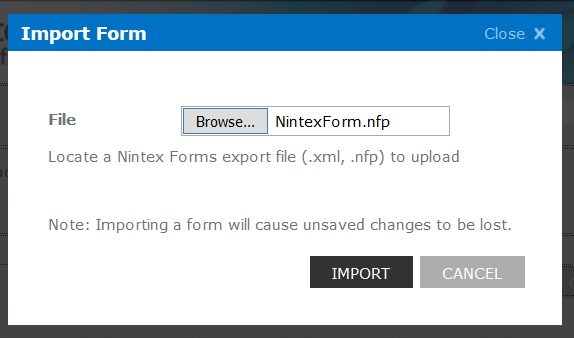 Import Form
Close X
File
Browse... NintexForm.nfp
Locate a Nintex Forms export file (.xml, .nfp) to upload
Note: Importing a form will cause unsaved changes to be lost.
IMPORT CANCEL